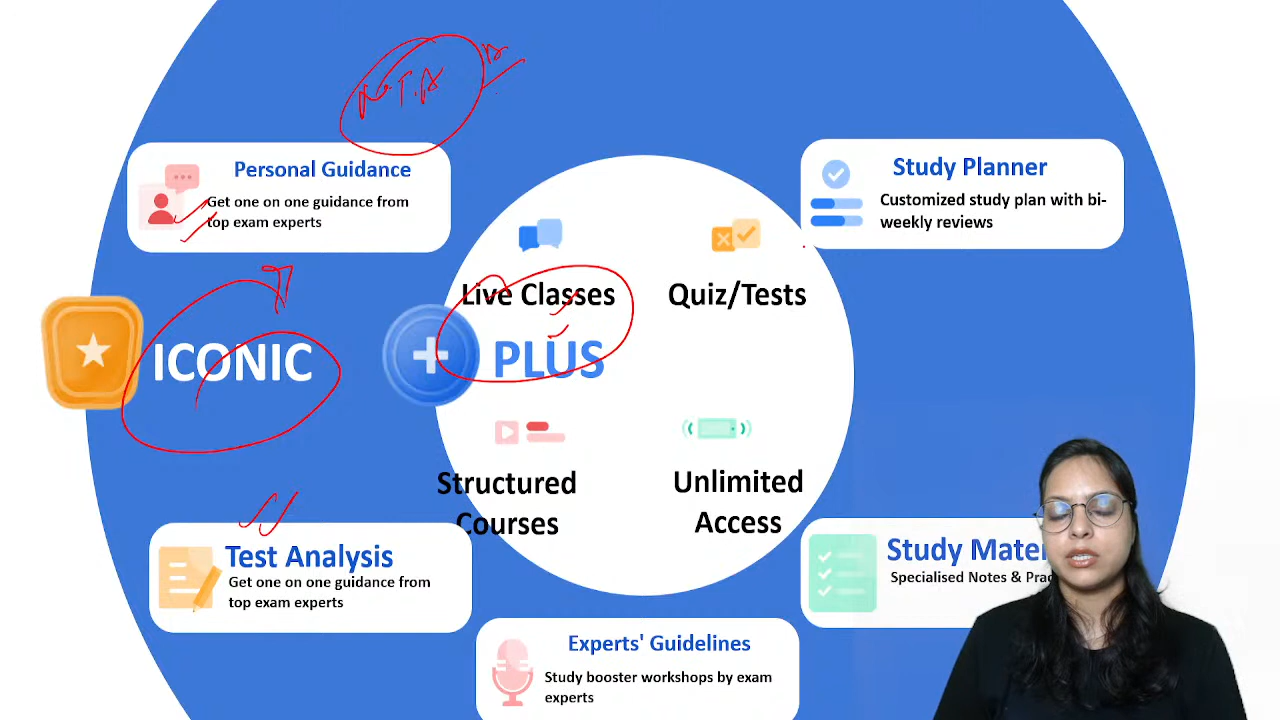 Personal Guidance
Get one on one guidance from
top exam experts
Study Planner
Customized study plan with bi-
weekly reviews
Live Classes
Quiz/Tests
ICONIC
PLUS
Structured
Courses
Unlimited
Access
Test Analysis
Get one on one guidance from
top exam experts
Study Mate
Specialised Notes & Prac
Experts' Guidelines
Study booster workshops by exam
experts